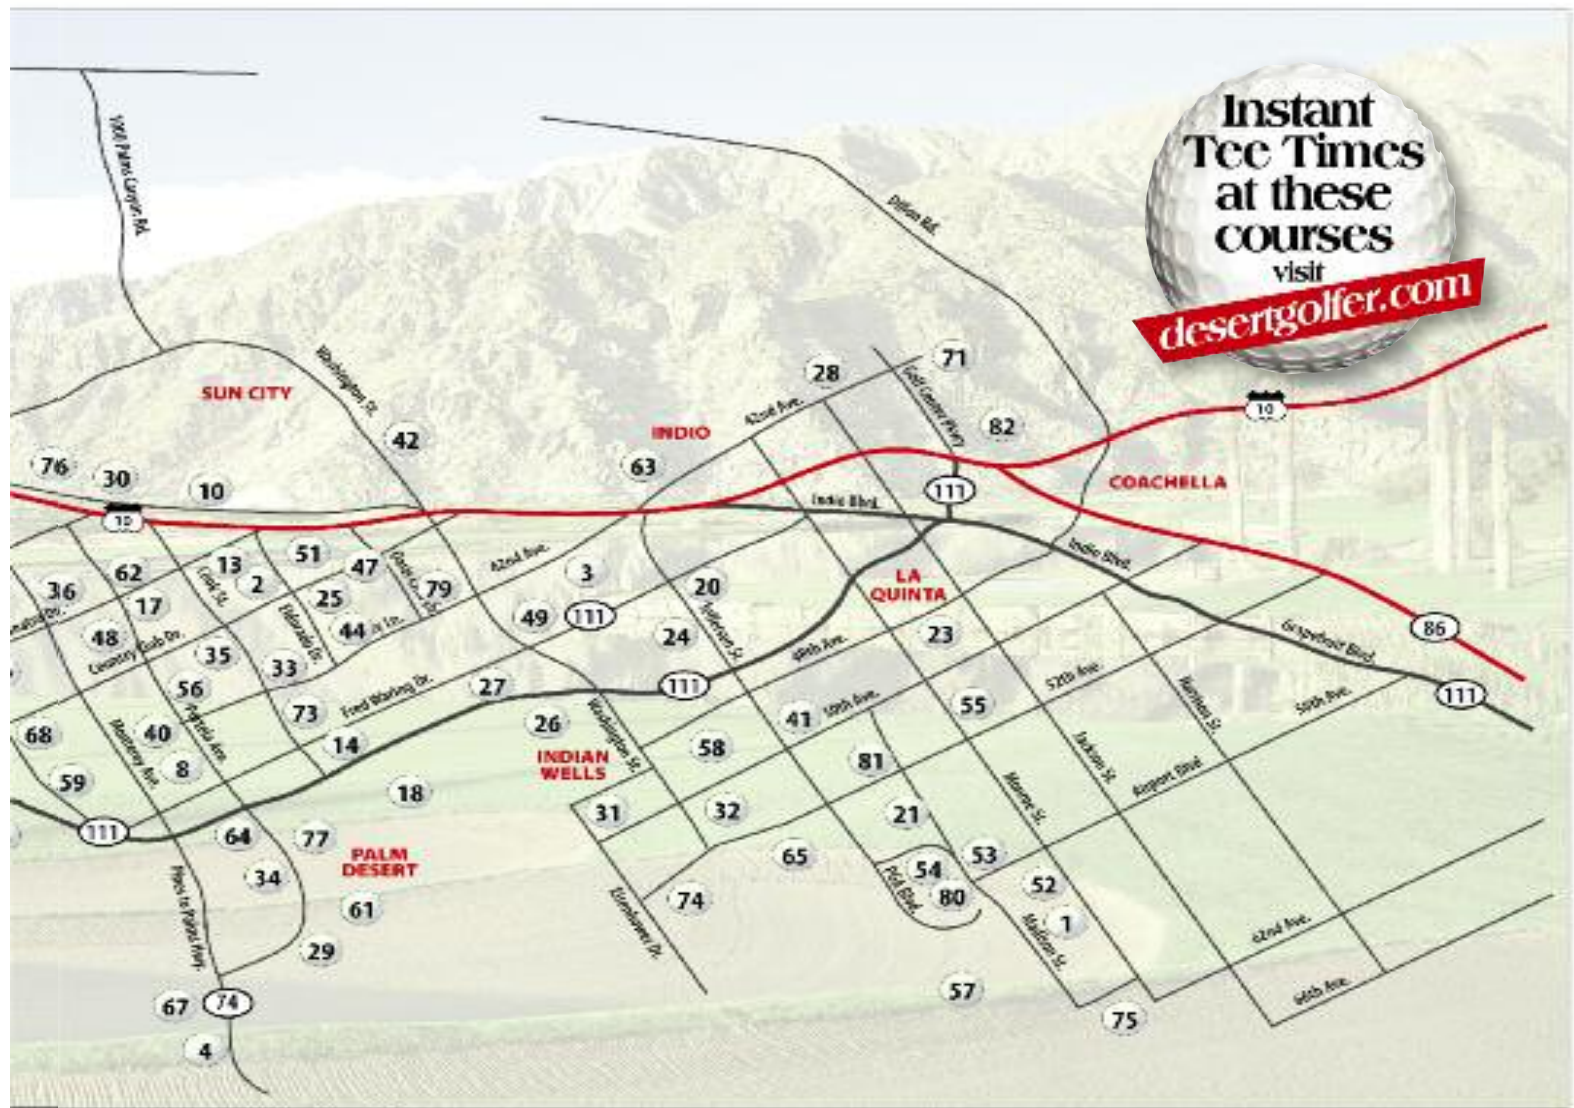 Instant
Tee Times
at these
courses
visit
desertgolfer.com
1000 Palms Canyon Rd.
Dillon Rd.
SUN CITY
Washington St.
42
28
71
Golf Center Pkwy
42nd Ave.
82
INDIO
63
10
76
30
10
10
111
COACHELLA
Indio Blvd.
36
62
13
2
51
47
79
42nd Ave.
3
20
LA
QUINTA
Indio Blvd.
17
Cook St.
25
44
49
111
24
Jefferson St.
48th Ave.
23
86
Grapefruit Blvd.
48
Country Club Dr.
35
33
Eldorado Dr.
56
73
Fred Waring Dr.
27
111
52nd Ave.
Harrison St.
50th Ave.
111
68
Monterey Ave.
40
Portola Ave.
14
26
INDIAN
WELLS
Washington St.
58
41
50th Ave.
55
81
Jackson St.
Airport Blvd
59
8
18
31
32
21
Monroe St.
111
64
77
PALM
DESERT
65
54
53
34
61
74
PGA Blvd.
80
52
1
Pines to Palms Hwy.
29
Eisenhower Dr.
Madison St.
62nd Ave.
67
74
57
66th Ave.
4
75